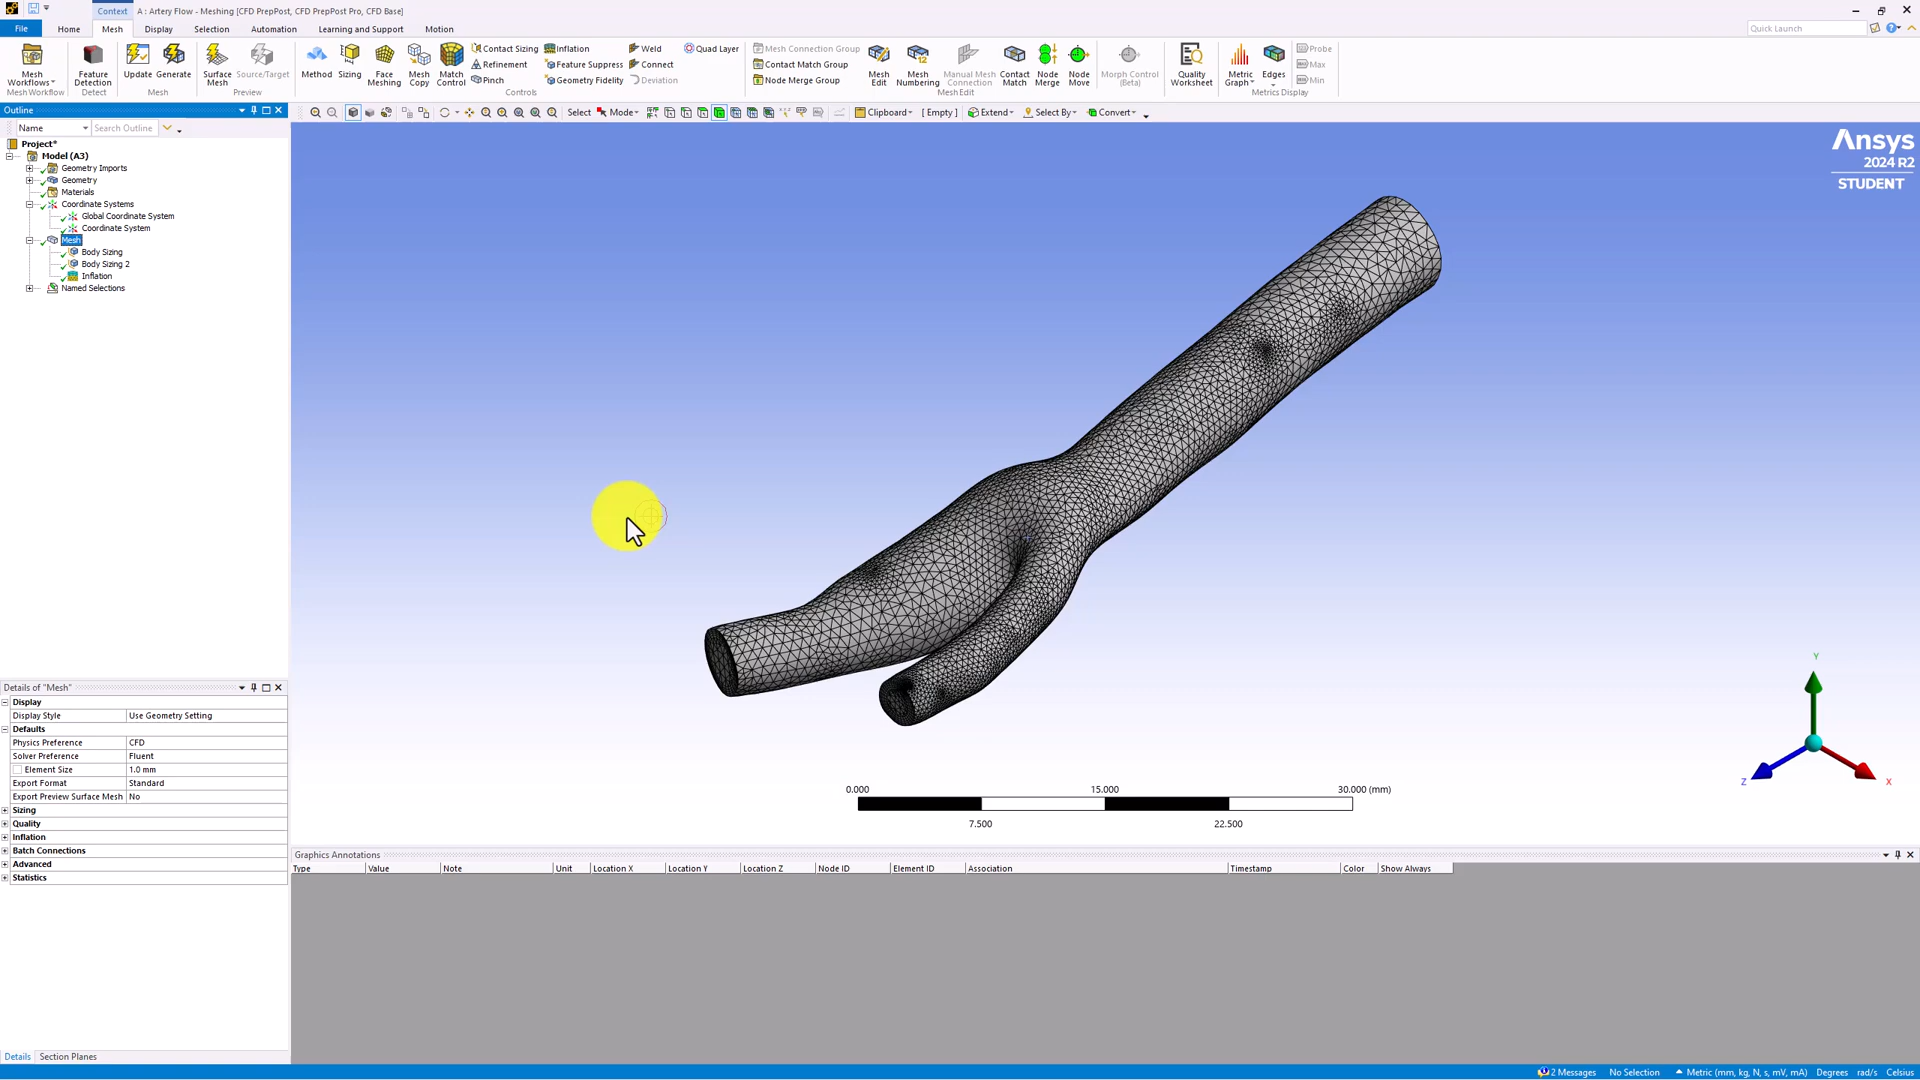 Context A : Artery Flow - Meshing [CFD PrepPost, CFD PrepPost Pro, CFD Base]
File Home Mesh Display Selection Automation Learning and Support Motion Quick Launch
Mesh Workflows Feature Detection Update Generate Surface Mesh Source/Target Method Sizing Face Meshing Mesh Copy Match Control
Contact Sizing Inflation Weld Quad Layer
Refinement Feature Suppress Connect
Pinch Geometry Fidelity Deviation
Mesh Connection Group
Contact Match Group
Node Merge Group
Mesh Edit Mesh Numbering Manual Mesh Connection Contact Match Node Merge Node Move Morph Control (Beta) Quality Worksheet Metric Graph Edges
Probe
Max
Min
Mesh Workflow Detect Mesh Preview Controls Mesh Edit Metrics Display
Outline
Name Search Outline
Select Mode Clipboard [ Empty ] Extend Select By Convert
Project*
Model (A3)
Geometry Imports
Geometry
Materials
Coordinate Systems
Global Coordinate System
Coordinate System
Mesh
Body Sizing
Body Sizing 2
Inflation
Named Selections
Ansys
2024 R2
STUDENT
Y
Z
X
0.000 15.000 30.000 (mm)
7.500 22.500
Details of "Mesh"
Display
Display Style Use Geometry Setting
Defaults
Physics Preference CFD
Solver Preference Fluent
Element Size 1.0 mm
Export Format Standard
Export Preview Surface Mesh No
Sizing
Quality
Inflation
Batch Connections
Advanced
Statistics
Graphics Annotations
Type Value Note Unit Location X Location Y Location Z Node ID Element ID Association Timestamp Color Show Always
Details Section Planes
2 Messages No Selection Metric (mm, kg, N, s, mV, mA) Degrees rad/s Celsius